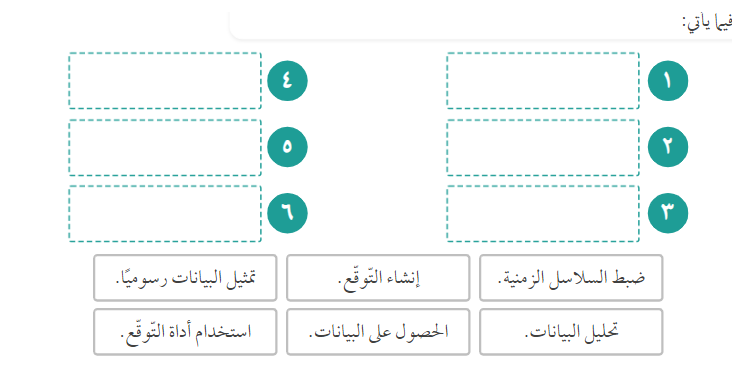 فيما يأتي:
١ ٤
٢ ٥
٣ ٦
ضبط السلاسل الزمنية. إنشاء التّوقّع. تمثيل البيانات رسوميًا.
تحليل البيانات. الحصول على البيانات. استخدام أداة التّوقّع.